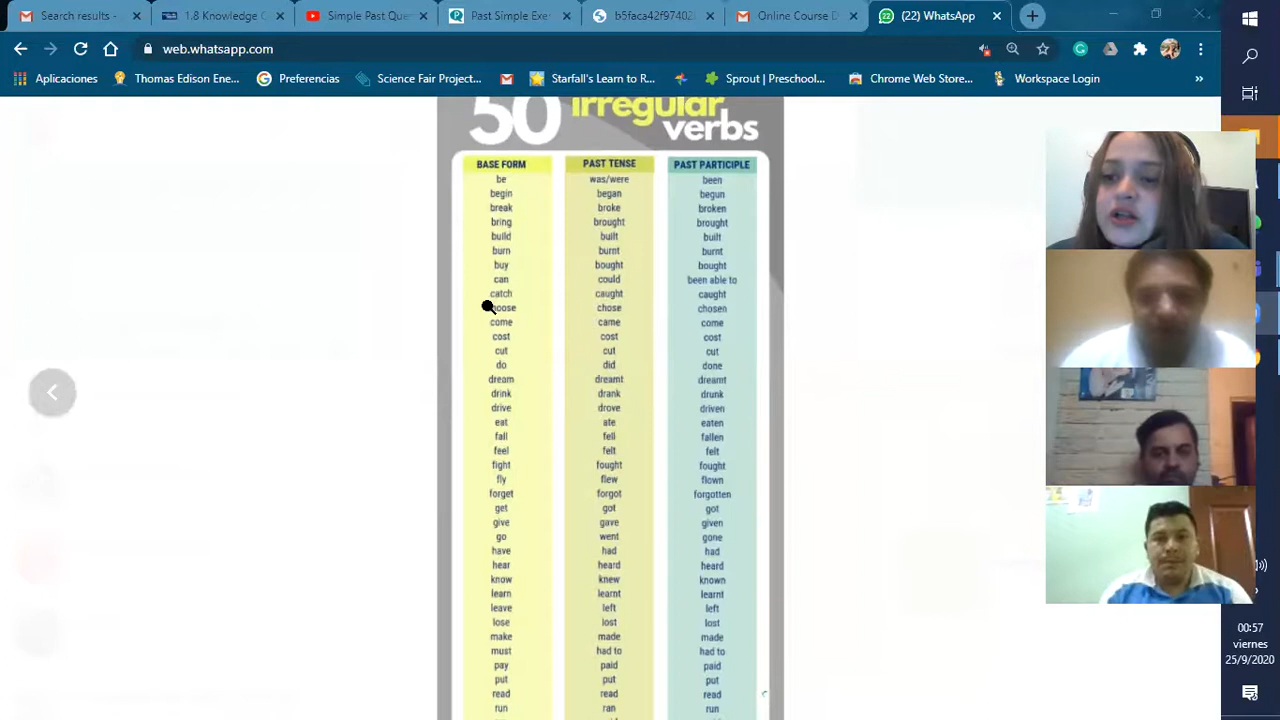 Search results -
1.8 Knowledge C
Simple Past Que
Past Simple Exer
b5faca42f97402
Online Course D
(22) WhatsApp
web.whatsapp.com
Aplicaciones
Thomas Edison Ene...
Preferencias
Science Fair Project...
Starfall's Learn to R...
Sprout | Preschool...
Chrome Web Store...
Workspace Login
»
50 irregular
verbs
BASE FORM PAST TENSE PAST PARTICIPLE
be was/were been
begin began begun
break broke broken
bring brought brought
build built built
burn burnt burnt
buy bought bought
can could been able to
catch caught caught
hoose chose chosen
come came come
cost cost cost
cut cut cut
do did done
dream dreamt dreamt
drink drank drunk
drive drove driven
eat ate eaten
fall fell fallen
feel felt felt
fight fought fought
fly flew flown
forget forgot forgotten
get got got
give gave given
go went gone
have had had
hear heard heard
know knew known
learn learnt learnt
leave left left
lose lost lost
make made made
must had to had to
pay paid paid
put put put
read read read
run ran run
00:57
viernes
25/9/2020